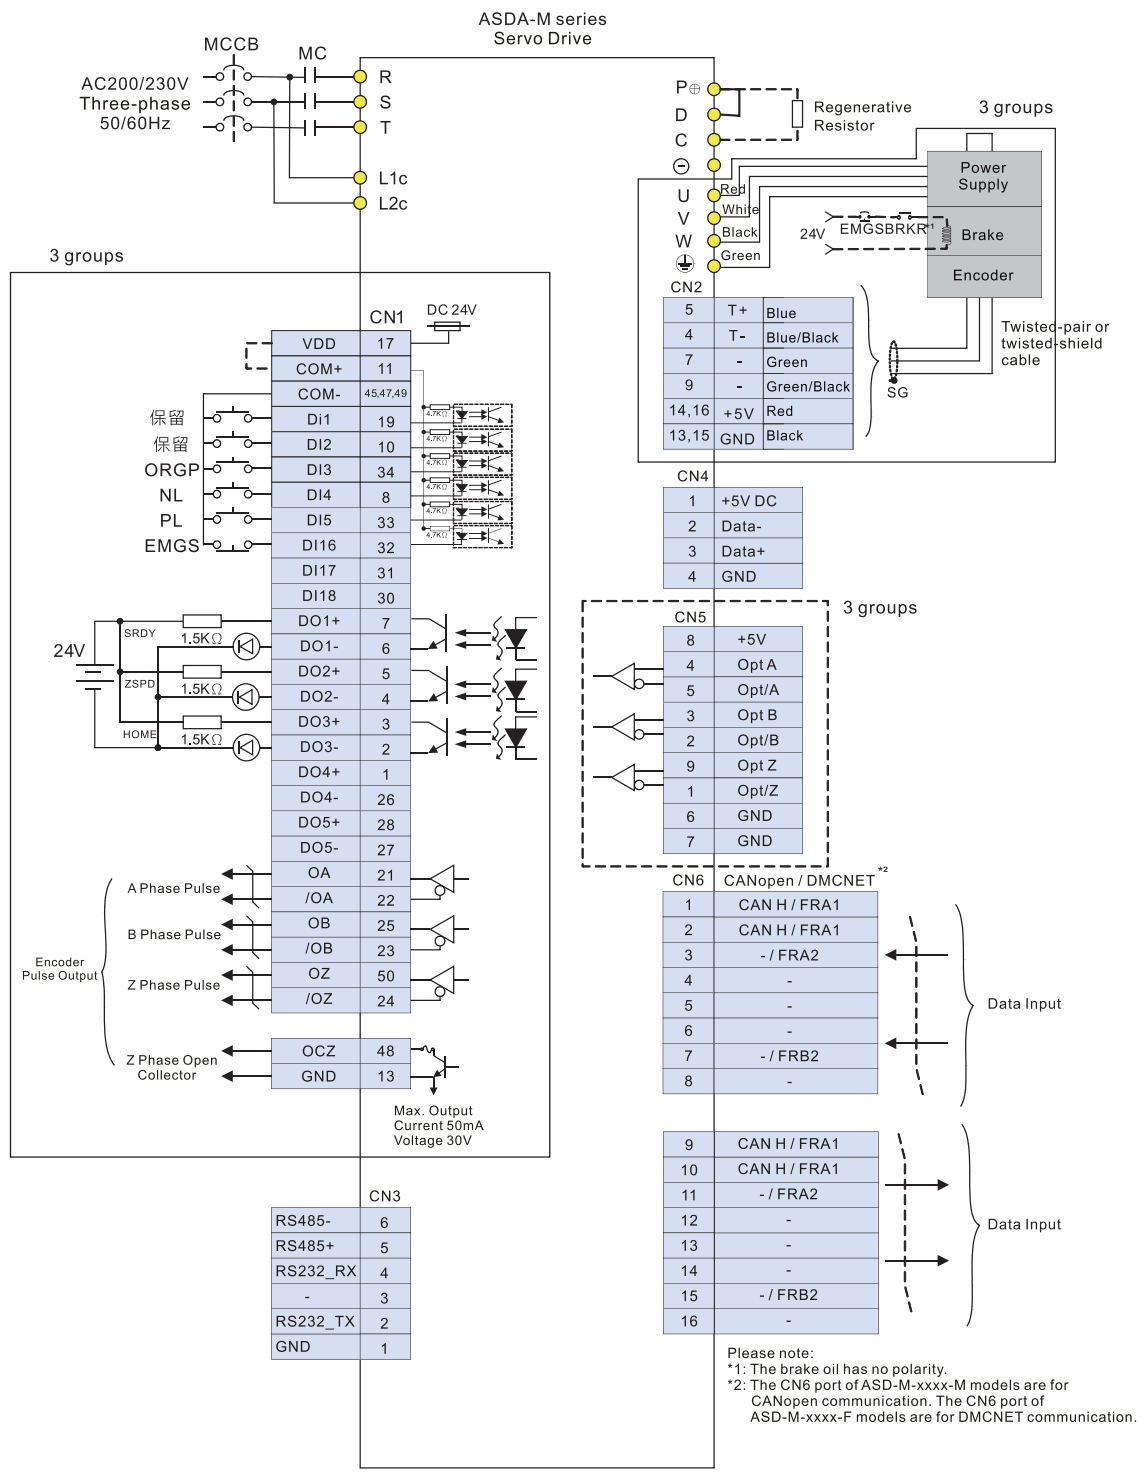 ASDA-M series
Servo Drive
MCCB
MC
AC200/230V
Three-phase
50/60Hz
R
S
T
L1c
L2c
P⊕
D
C
⊖
U
V
W
Regenerative
Resistor
3 groups
Red
White
Black
Green
Power
Supply
24V
EMGS BRKR*1
Brake
Encoder
Twisted-pair or
twisted-shield
cable
SG
CN2
5 T+ Blue
4 T- Blue/Black
7 - Green
9 - Green/Black
14,16 +5V Red
13,15 GND Black
3 groups
CN1
DC 24V
VDD 17
COM+ 11
COM- 45,47,49
保留 Di1 19 4.7KΩ
保留 DI2 10 4.7KΩ
ORGP DI3 34 4.7KΩ
NL DI4 8 4.7KΩ
PL DI5 33 4.7KΩ
EMGS DI16 32 4.7KΩ
DI17 31
DI18 30
24V
SRDY
1.5KΩ
DO1+ 7
DO1- 6
ZSPD
1.5KΩ
DO2+ 5
DO2- 4
HOME
1.5KΩ
DO3+ 3
DO3- 2
DO4+ 1
DO4- 26
DO5+ 28
DO5- 27
Encoder
Pulse Output
A Phase Pulse
OA 21
/OA 22
B Phase Pulse
OB 25
/OB 23
Z Phase Pulse
OZ 50
/OZ 24
Z Phase Open
Collector
OCZ 48
GND 13
Max. Output
Current 50mA
Voltage 30V
CN3
RS485- 6
RS485+ 5
RS232_RX 4
- 3
RS232_TX 2
GND 1
CN4
1 +5V DC
2 Data-
3 Data+
4 GND
3 groups
CN5
8 +5V
4 Opt A
5 Opt/A
3 Opt B
2 Opt/B
9 Opt Z
1 Opt/Z
6 GND
7 GND
CN6 CANopen / DMCNET *2
1 CAN H / FRA1
2 CAN H / FRA1
3 - / FRA2
4 -
5 -
6 -
7 - / FRB2
8 -
Data Input
9 CAN H / FRA1
10 CAN H / FRA1
11 - / FRA2
12 -
13 -
14 -
15 - / FRB2
16 -
Data Input
Please note:
*1: The brake oil has no polarity.
*2: The CN6 port of ASD-M-xxxx-M models are for
CANopen communication. The CN6 port of
ASD-M-xxxx-F models are for DMCNET communication.